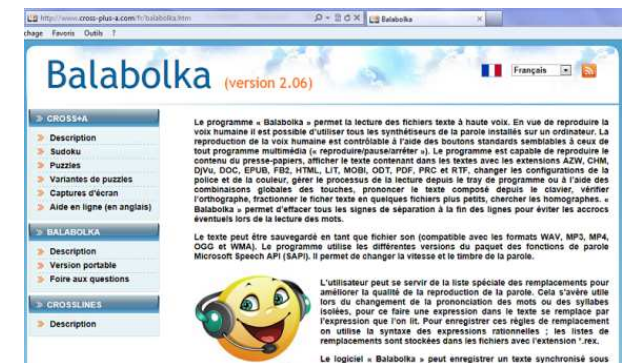 http://www.cross-plus-a.com/fr/balabolka.htm
Balabolka
chage Favoris Outils ?
Balabolka (version 2.06)
Français
CROSS+A
Description
Sudoku
Puzzles
Variantes de puzzles
Captures d'écran
Aide en ligne (en anglais)
BALABOLKA
Description
Version portable
Foire aux questions
CROSSLINES
Description
Le programme « Balabolka » permet la lecture des fichiers texte à haute voix. En vue de reproduire la
voix humaine il est possible d'utiliser tous les synthétiseurs de la parole installés sur un ordinateur. La
reproduction de la voix humaine est contrôlable à l'aide des boutons standards semblables à ceux de
tout programme multimédia (« reproduire/pause/arrêter »). Le programme est capable de reproduire le
contenu du presse-papiers, afficher le texte contenant dans les textes avec les extensions AZW, CHM,
DjVu, DOC, EPUB, FB2, HTML, LIT, MOBI, ODT, PDF, PRC et RTF, changer les configurations de la
police et de la couleur, gérer le processus de la lecture depuis le tray de programme ou à l'aide des
combinaisons globales des touches, prononcer le texte composé depuis le clavier, vérifier
l'orthographe, fractionner le ficher texte en quelques fichiers plus petits, chercher les homographes. «
Balabolka » permet d'effacer tous les signes de séparation à la fin des lignes pour éviter les accrocs
éventuels lors de la lecture des mots.
Le texte peut être sauvegardé en tant que fichier son (compatible avec les formats WAV, MP3, MP4,
OGG et WMA). Le programme utilise les différentes versions du paquet des fonctions de parole
Microsoft Speech API (SAPI). Il permet de changer la vitesse et le timbre de la parole.
L'utilisateur peut se servir de la liste spéciale des remplacements pour
améliorer la qualité de la reproduction de la parole. Cela s'avère utile
lors du changement de la prononciation des mots ou des syllabes
isolées, pour ce faire une expression dans le texte se remplace par
l'expression que l'on lit. Pour enregistrer ces règles de remplacement
on utilise la syntaxe des expressions rationnelles ; les listes de
remplacements sont stockées dans les fichiers avec l'extension *.rex.
Le logiciel « Balabolka » peut enregistrer un texte synchronisé sous